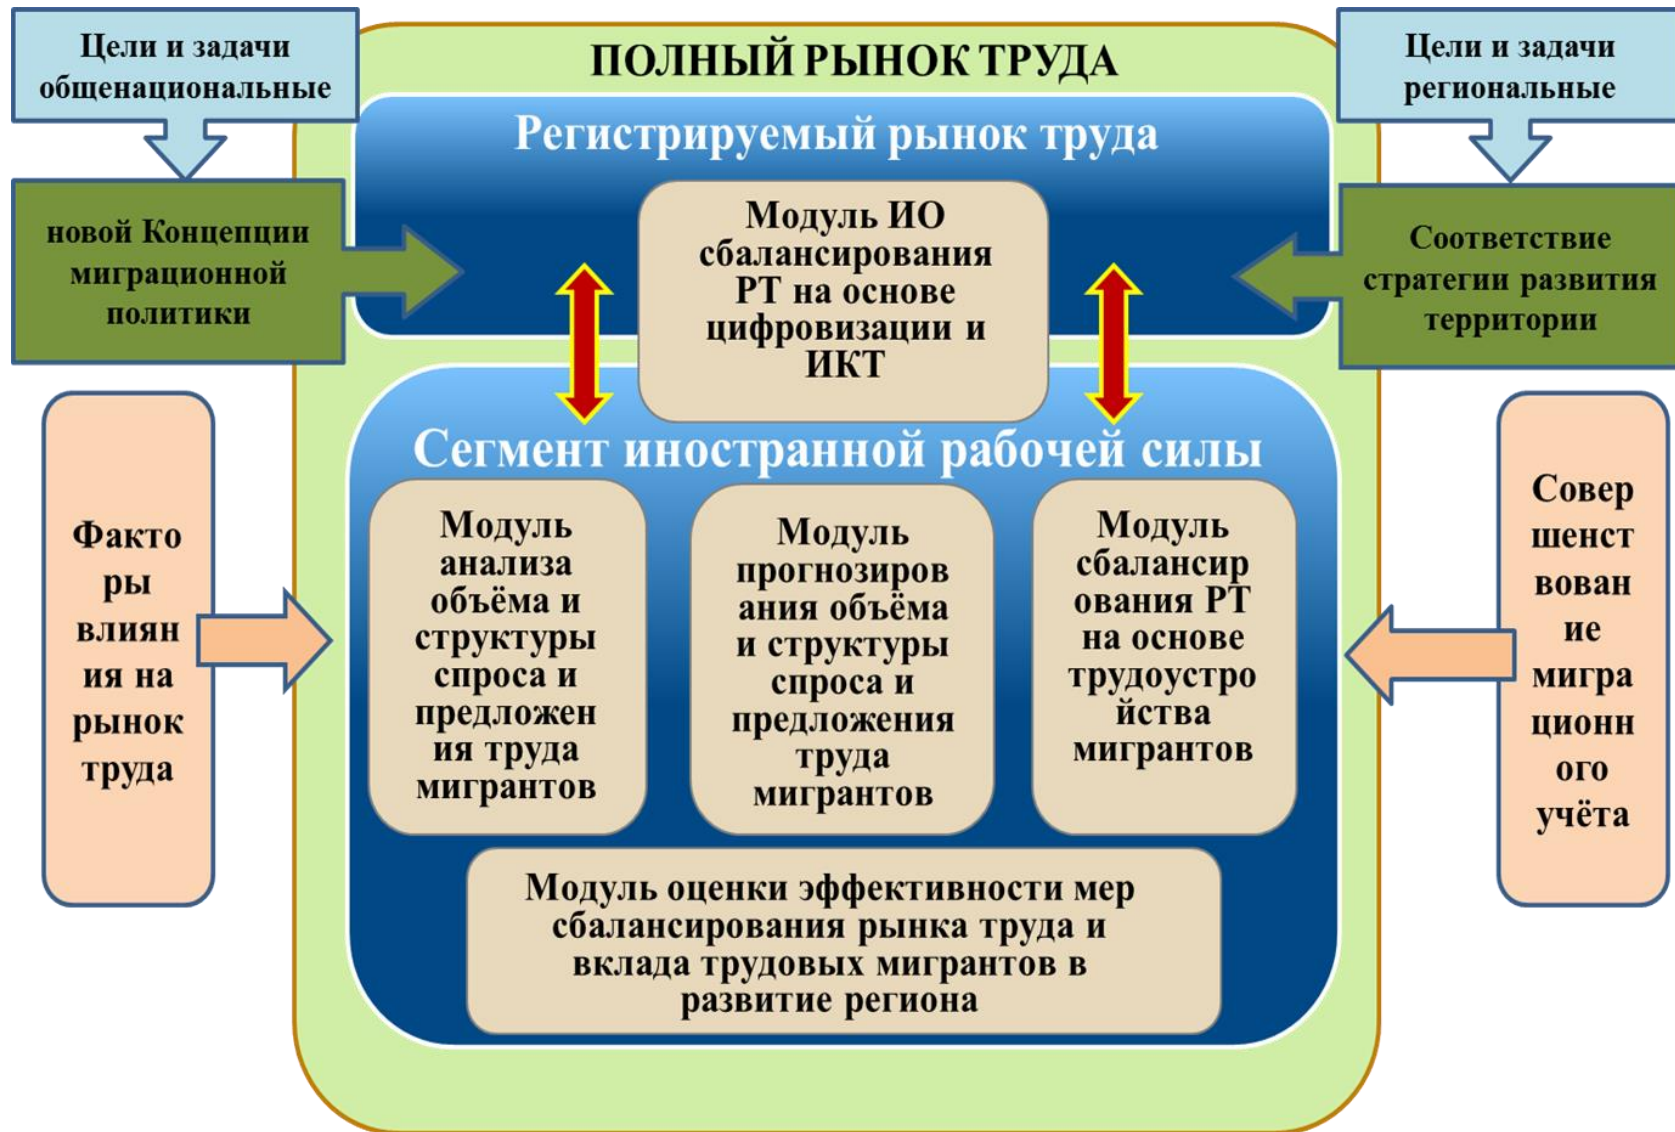 Цели и задачи
общенациональные
ПОЛНЫЙ РЫНОК ТРУДА
Цели и задачи
региональные
Регистрируемый рынок труда
новой Концепции
миграционной
политики
Модуль ИО
сбалансирования
РТ на основе
цифровизации и
ИКТ
Соответствие
стратегии развития
территории
Сегмент иностранной рабочей силы
Факто
ры
влиян
ия на
рынок
труда
Модуль
анализа
объёма и
структуры
спроса и
предложен
ия труда
мигрантов
Модуль
прогнозиров
ания объёма
и структуры
спроса и
предложения
труда
мигрантов
Модуль
сбалансир
ования РТ
на основе
трудоустро
йства
мигрантов
Совер
шенст
вован
ие
мигра
ционн
ого
учёта
Модуль оценки эффективности мер
сбалансирования рынка труда и
вклада трудовых мигрантов в
развитие региона